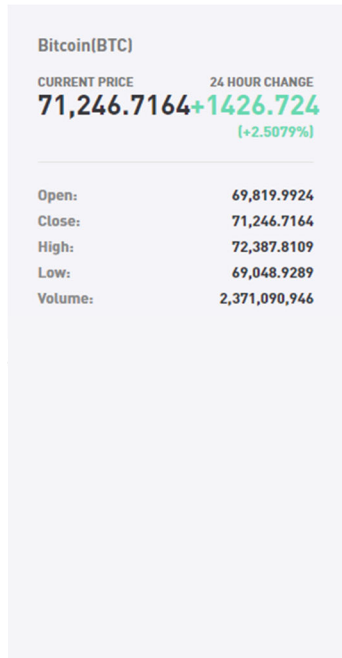 Bitcoin(BTC)
CURRENT PRICE 24 HOUR CHANGE
71,246.7164+1426.724
(+2.5079%)
Open: 69,819.9924
Close: 71,246.7164
High: 72,387.8109
Low: 69,048.9289
Volume: 2,371,090,946